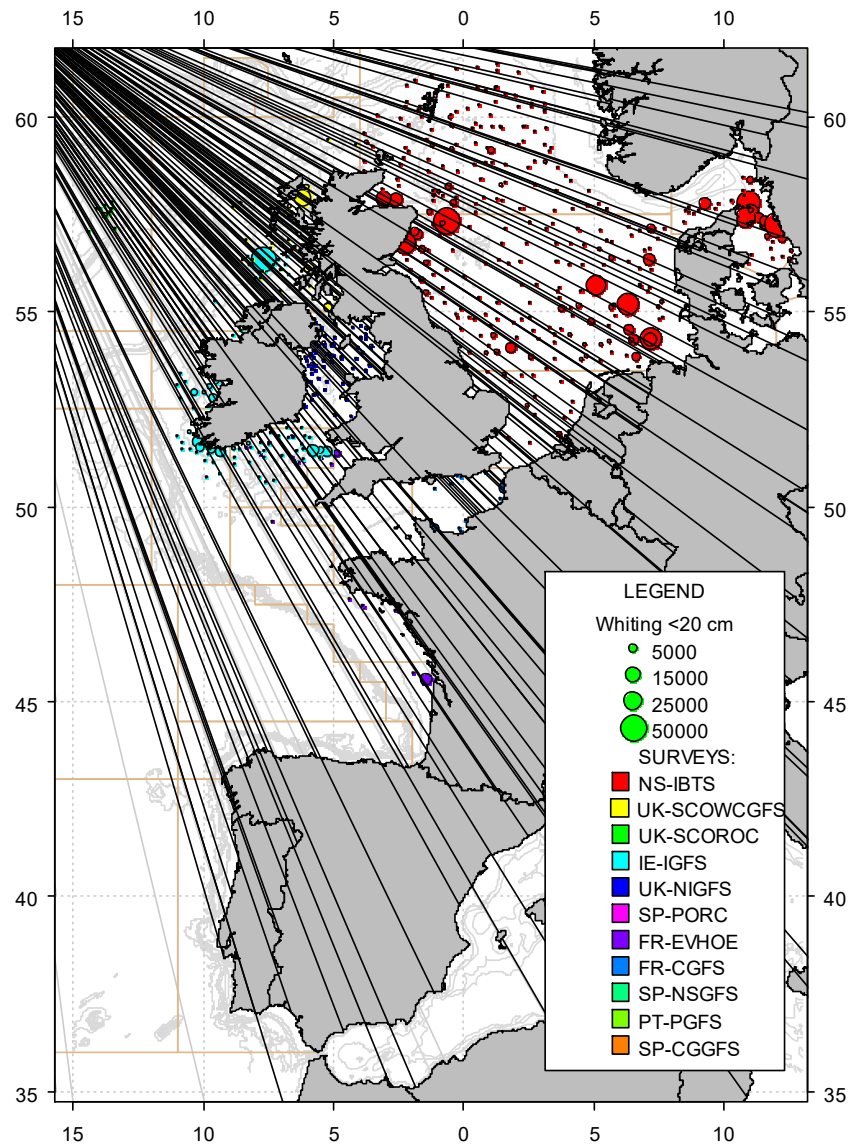 15 10 5 0 5 10
60 60
55 55
50 50
45 45
40 40
35 35
LEGEND
Whiting <20 cm
5000
15000
25000
50000
SURVEYS:
NS-IBTS
UK-SCOWCGFS
UK-SCOROC
IE-IGFS
UK-NIGFS
SP-PORC
FR-EVHOE
FR-CGFS
SP-NSGFS
PT-PGFS
SP-CGGFS
15 10 5 0 5 10